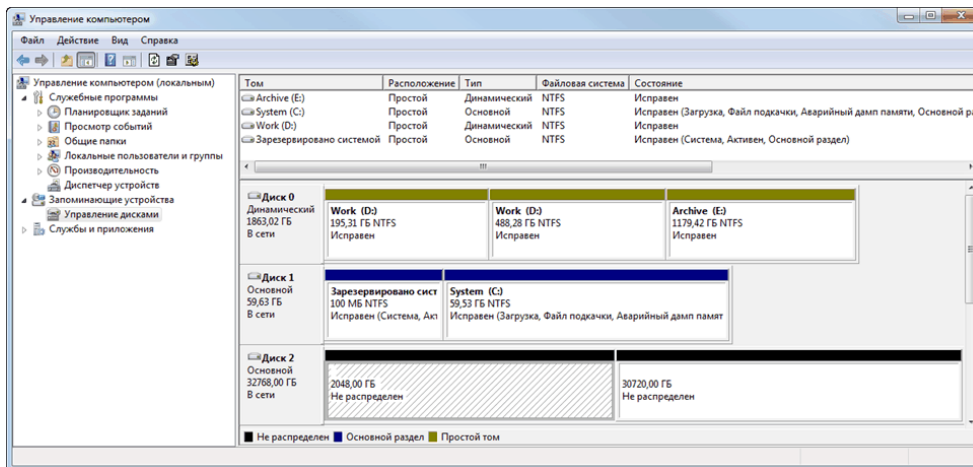 Управление компьютером
Файл Действие Вид Справка
Управление компьютером (локальным)
Служебные программы
Планировщик заданий
Просмотр событий
Общие папки
Локальные пользователи и группы
Производительность
Диспетчер устройств
Запоминающие устройства
Управление дисками
Службы и приложения
Том Расположение Тип Файловая система Состояние
Archive (E:) Простой Динамический NTFS Исправен
System (C:) Простой Основной NTFS Исправен (Загрузка, Файл подкачки, Аварийный дамп памяти, Основной ра
Work (D:) Простой Динамический NTFS Исправен
Зарезервировано системой Простой Основной NTFS Исправен (Система, Активен, Основной раздел)
Диск 0
Динамический
1863,02 ГБ
В сети
Work (D:)
195,31 ГБ NTFS
Исправен
Work (D:)
488,28 ГБ NTFS
Исправен
Archive (E:)
1179,42 ГБ NTFS
Исправен
Диск 1
Основной
59,63 ГБ
В сети
Зарезервировано сист
100 МБ NTFS
Исправен (Система, Акт
System (C:)
59,53 ГБ NTFS
Исправен (Загрузка, Файл подкачки, Аварийный дамп памят
Диск 2
Основной
32768,00 ГБ
В сети
2048,00 ГБ
Не распределен
30720,00 ГБ
Не распределен
Не распределен Основной раздел Простой том